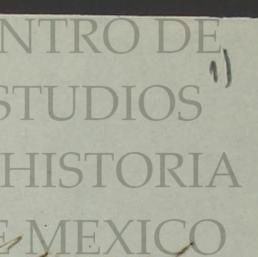 NTRO DE
1)
STUDIOS
HISTORIA
E MEXICO